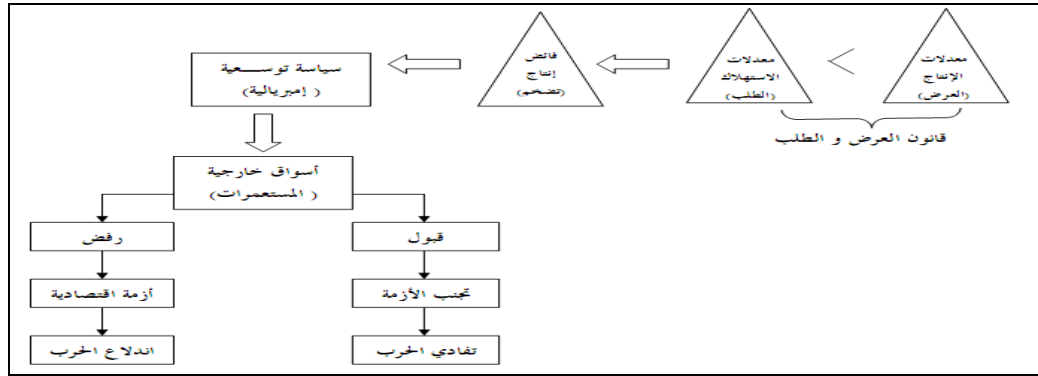 معدلات
الإنتاج
(العرض)
<
معدلات
الاستهلاك
(الطلب)
قانون العرض و الطلب
فائض
إنتاج
(تضخم)
سياسة توسـعية
( إمبريالية)
أسواق خارجية
( المستعمرات)
قبول
تجنب الأزمة
تفادي الحرب
رفض
أزمة اقتصادية
اندلاع الحرب